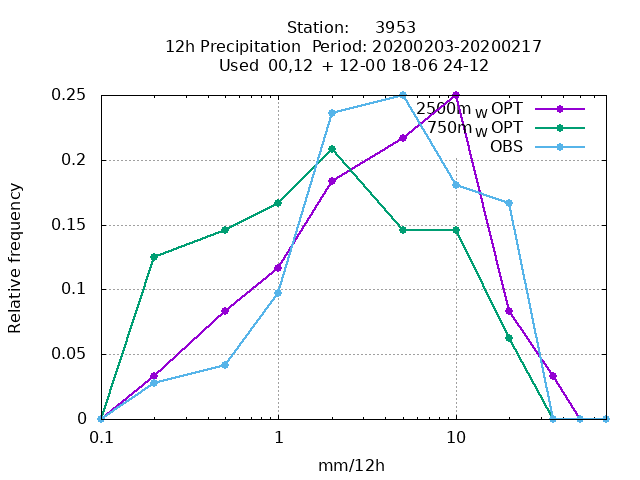 Station:     3953
12h Precipitation  Period: 20200203-20200217
Used  00,12  + 12-00 18-06 24-12
0.25
0.2
0.15
0.1
0.05
0
0.1
1
10
2500m_W OPT
750m_W OPT
OBS
Relative frequency
mm/12h